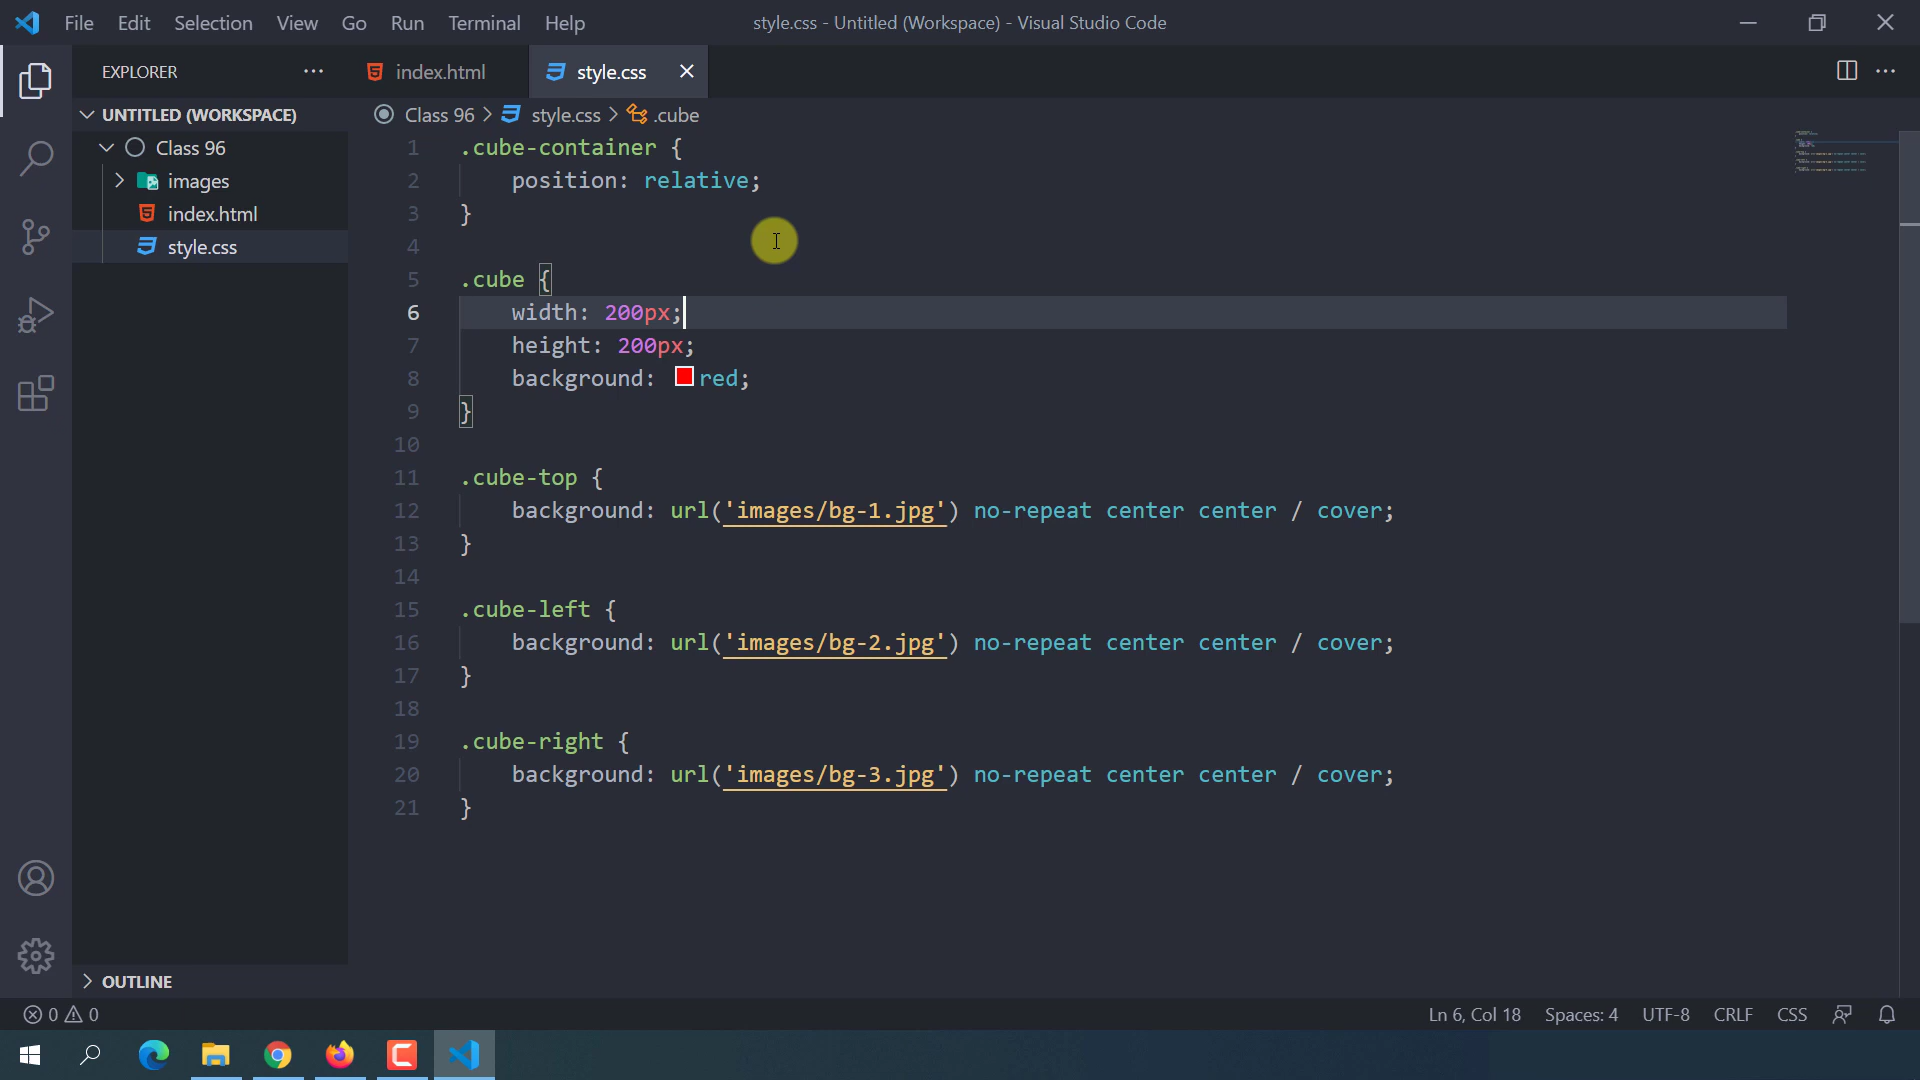 File Edit Selection View Go Run Terminal Help style.css - Untitled (Workspace) - Visual Studio Code
EXPLORER
index.html
style.css
UNTITLED (WORKSPACE)
Class 96
images
index.html
style.css
OUTLINE
Class 96 > style.css > .cube
1 .cube-container {
2 position: relative;
3 }
4
5 .cube {
6 width: 200px;
7 height: 200px;
8 background: red;
9 }
10
11 .cube-top {
12 background: url('images/bg-1.jpg') no-repeat center center / cover;
13 }
14
15 .cube-left {
16 background: url('images/bg-2.jpg') no-repeat center center / cover;
17 }
18
19 .cube-right {
20 background: url('images/bg-3.jpg') no-repeat center center / cover;
21 }
0 0 Ln 6, Col 18 Spaces: 4 UTF-8 CRLF CSS